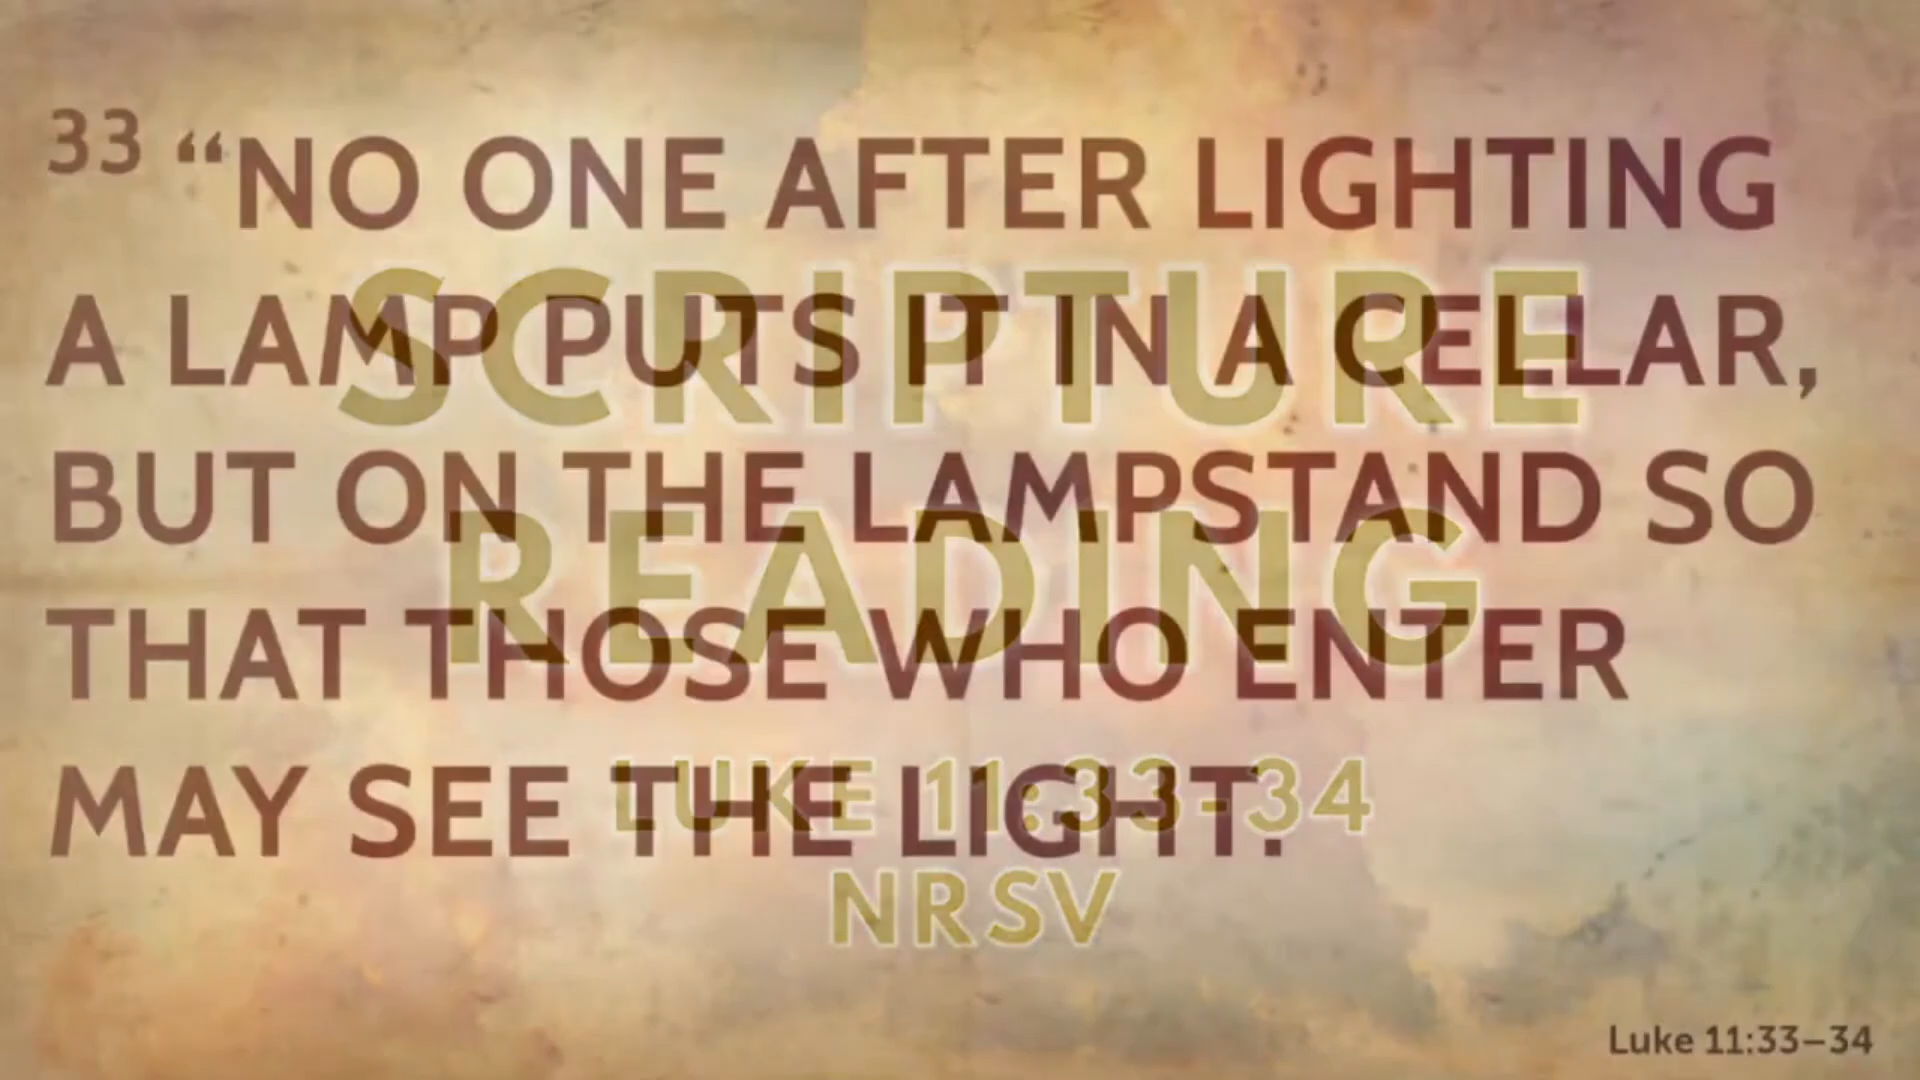 33 “NO ONE AFTER LIGHTING
A LAMP PUTS IT IN A CELLAR,
BUT ON THE LAMPSTAND SO
THAT THOSE WHO ENTER
MAY SEE THE LIGHT.
SCRIPTURE
READING
LUKE 11:33-34
NRSV
Luke 11:33–34